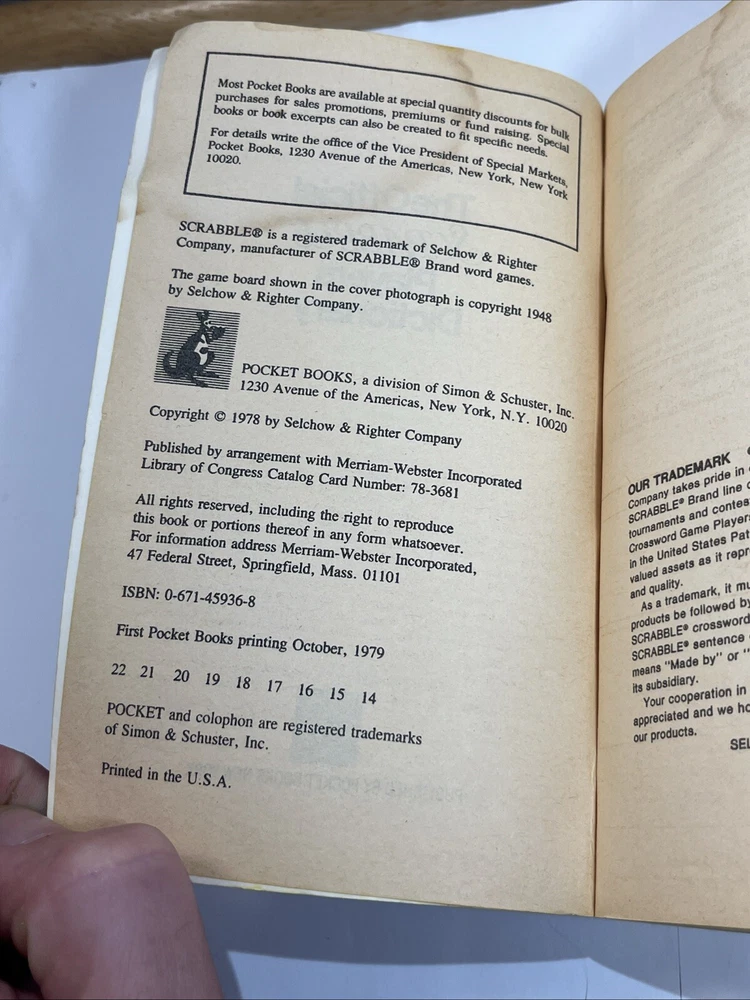 Most Pocket Books are available at special quantity discounts for bulk
purchases for sales promotions, premiums or fund raising. Special
books or book excerpts can also be created to fit specific needs.
For details write the office of the Vice President of Special Markets,
Pocket Books, 1230 Avenue of the Americas, New York, New York
10020.
SCRABBLE® is a registered trademark of Selchow & Righter
Company, manufacturer of SCRABBLE® Brand word games.
The game board shown in the cover photograph is copyright 1948
by Selchow & Righter Company.
POCKET BOOKS, a division of Simon & Schuster, Inc.
1230 Avenue of the Americas, New York, N.Y. 10020
Copyright © 1978 by Selchow & Righter Company
Published by arrangement with Merriam-Webster Incorporated
Library of Congress Catalog Card Number: 78-3681
All rights reserved, including the right to reproduce
this book or portions thereof in any form whatsoever.
For information address Merriam-Webster Incorporated,
47 Federal Street, Springfield, Mass. 01101
ISBN: 0-671-45936-8
First Pocket Books printing October, 1979
22 21 20 19 18 17 16 15 14
POCKET and colophon are registered trademarks
of Simon & Schuster, Inc.
Printed in the U.S.A.
OUR TRADEMARK
Company takes pride in
SCRABBLE® Brand line
tournaments and
Crossword Game
in the United States
valued assets as it
and quality.
As a trademark, it
products be followed
SCRABBLE®
SCRABBLE® sentence
means "Made by" or "
its subsidiary.
Your cooperation in
appreciated and we
our products.